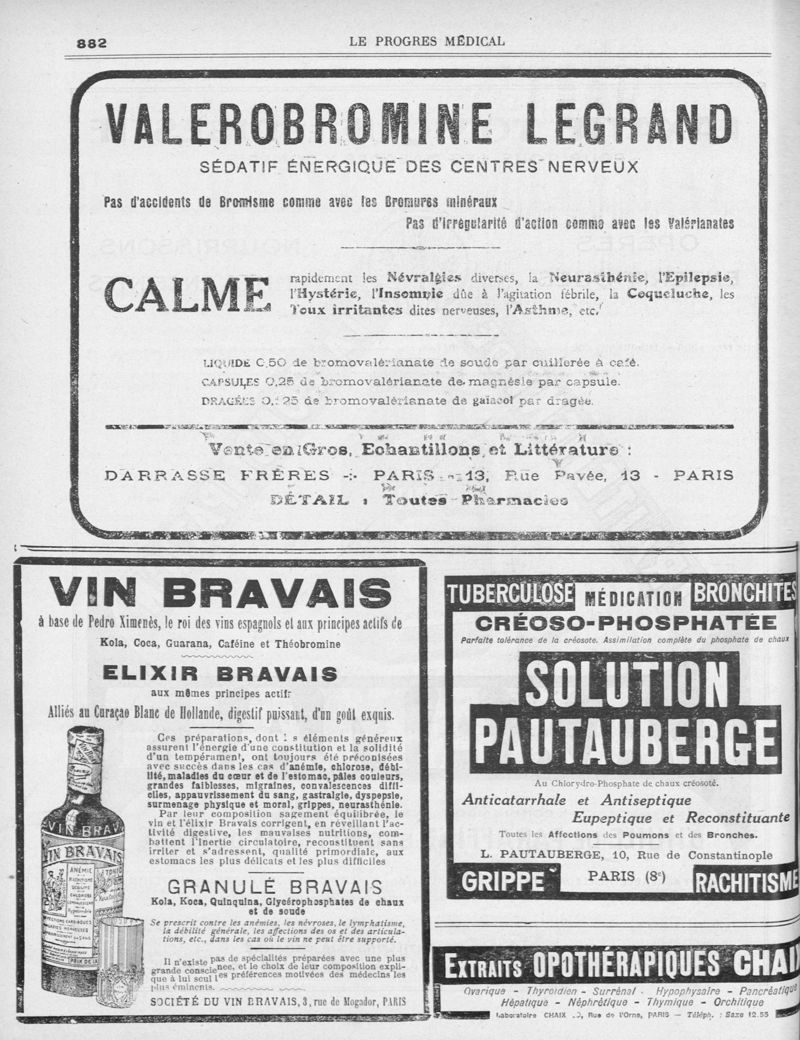 882
LE PROGRES MÉDICAL
VALEROBROMINE LEGRAND
SÉDATIF ÉNERGIQUE DES CENTRES NERVEUX
Pas d'accidents de Bromisme comme avec les Bromures minéraux
Pas d'irrégularité d'action comme avec les Valérianates
CALME
rapidement les Névralgies diverses, la Neurasthénie, l'Epilepsie,
l'Hystérie, l'Insomnie dûe à l'agitation fébrile, la Coqueluche, les
Toux irritantes dites nerveuses, l'Asthme, etc.
LIQUIDE 0,50 de bromovalérianate de soude par cuillerée à café.
CAPSULES 0,25 de bromovalérianate de magnésie par capsule.
DRAGÉES 0,125 de bromovalérianate de gaïacol par dragée.
Vente en Gros, Echantillons et Littérature :
DARRASSE FRÈRES -:- PARIS -:- 13, Rue Pavée, 13 - PARIS
DÉTAIL : Toutes Pharmacies
VIN BRAVAIS
à base de Pedro Ximenès, le roi des vins espagnols et aux principes actifs de
Kola, Coca, Guarana, Caféine et Théobromine
ELIXIR BRAVAIS
aux mêmes principes actifs
Alliés au Curaçao Blanc de Hollande, digestif puissant, d'un goût exquis.
Ces préparations, dont les éléments généreux
assurent l'énergie d'une constitution et la solidité
d'un tempérament, ont toujours été préconisées
avec succès dans les cas d'anémie, chlorose, débi-
lité, maladies du cœur et de l'estomac, pâles couleurs,
grandes faiblesses, migraines, convalescences diffi-
ciles, appauvrissement du sang, gastralgie, dyspepsie,
surmenage physique et moral, grippes, neurasthénie.
Par leur composition sagement équilibrée, le
vin et l'élixir Bravais corrigent, en réveillant l'ac-
tivité digestive, les mauvaises nutritions, com-
battent l'inertie circulatoire, reconstituent sans
irriter et s'adressent, qualité primordiale, aux
estomacs les plus délicats et les plus difficiles
VIN BRAV
VIN BRAVAIS
ANÉMIE
GRANULÉ BRAVAIS
Kola, Koca, Quinquina, Glycérophosphates de chaux
et de soude
Se prescrit contre les anémies, les névroses, le lymphatisme,
la débilité générale, les affections des os et des articula-
tions, etc., dans les cas où le vin ne peut être supporté.
Il n'existe pas de spécialités préparées avec une plus
grande conscience, et le choix de leur composition expli-
que à lui seul les préférences motivées des médecins les
plus éminents.
SOCIÉTÉ DU VIN BRAVAIS, 3, rue de Mogador, PARIS
TUBERCULOSE MÉDICATION BRONCHITES
CRÉOSO-PHOSPHATÉE
Parfaite tolérance de la créosote. Assimilation complète du phosphate de chaux
SOLUTION
PAUTAUBERGE
Au Chlorydro-Phosphate de chaux créosoté.
Anticatarrhale et Antiseptique
Eupeptique et Reconstituante
Toutes les Affections des Poumons et des Bronches.
L. PAUTAUBERGE, 10, Rue de Constantinople
GRIPPE PARIS (8e) RACHITISME
EXTRAITS OPOTHÉRAPIQUES CHAIX
Ovarique - Thyroïdien - Surrénal - Hypophysaire - Pancréatique
Hépatique - Néphrétique - Thymique - Orchitique
Laboratoire CHAIX Rue de l'Orne, PARIS - Téléph. : Saxe 12.55